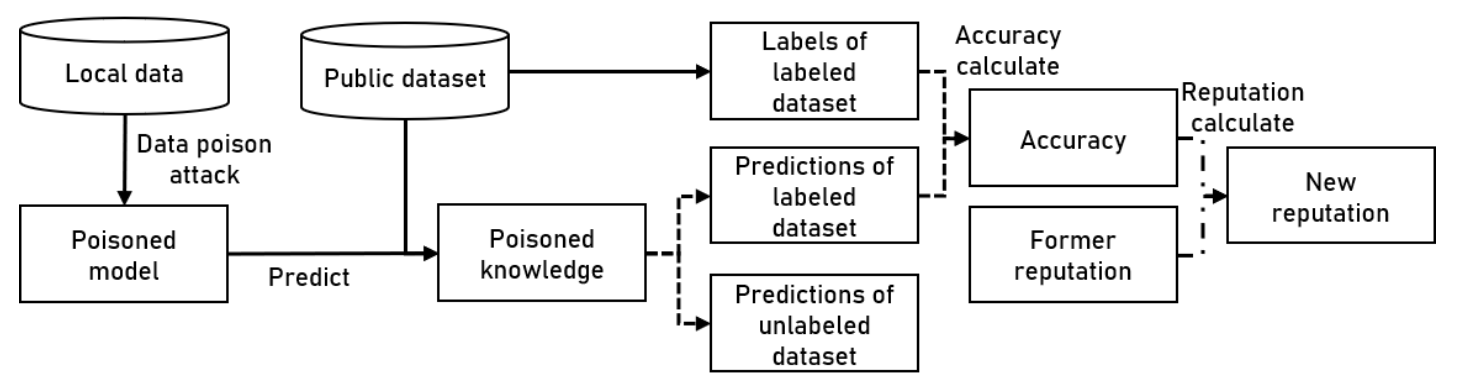 Local data
Public dataset
Labels of
labeled
dataset
Accuracy
calculate
Data poison
attack
Accuracy
Reputation
calculate
Predictions of
labeled
dataset
New
reputation
Poisoned
model
Predict
Poisoned
knowledge
Former
reputation
Predictions of
unlabeled
dataset